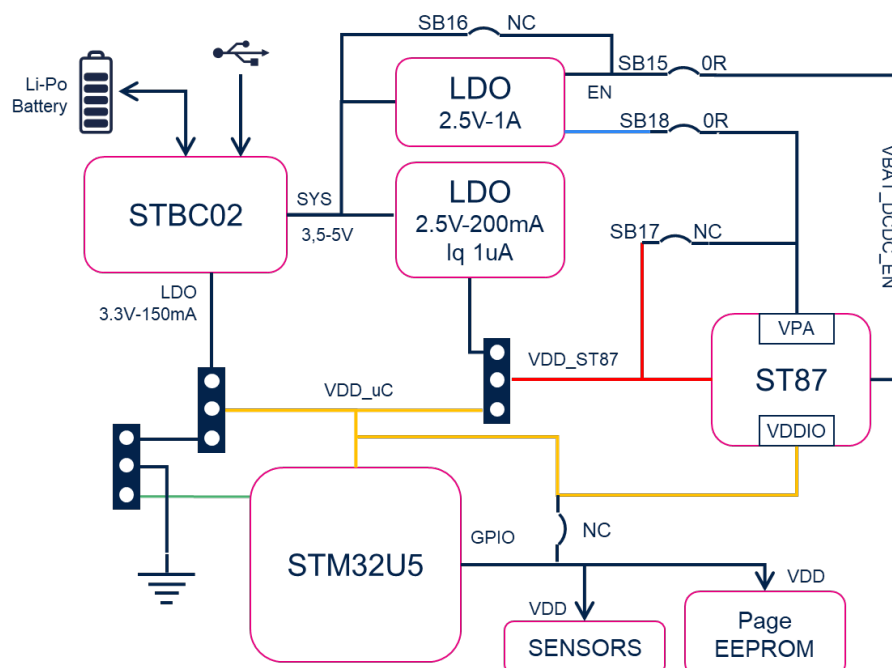 SB16 NC
Li-Po
Battery
LDO
2.5V-1A
SB15 0R
EN
SB18 0R
VBAT_DCDC_EN
STBC02
SYS
3,5-5V
LDO
2.5V-200mA
Iq 1uA
SB17 NC
LDO
3.3V-150mA
VPA
ST87
VDDIO
VDD_ST87
VDD_uC
STM32U5
GPIO
NC
VDD
VDD
SENSORS
Page
EEPROM